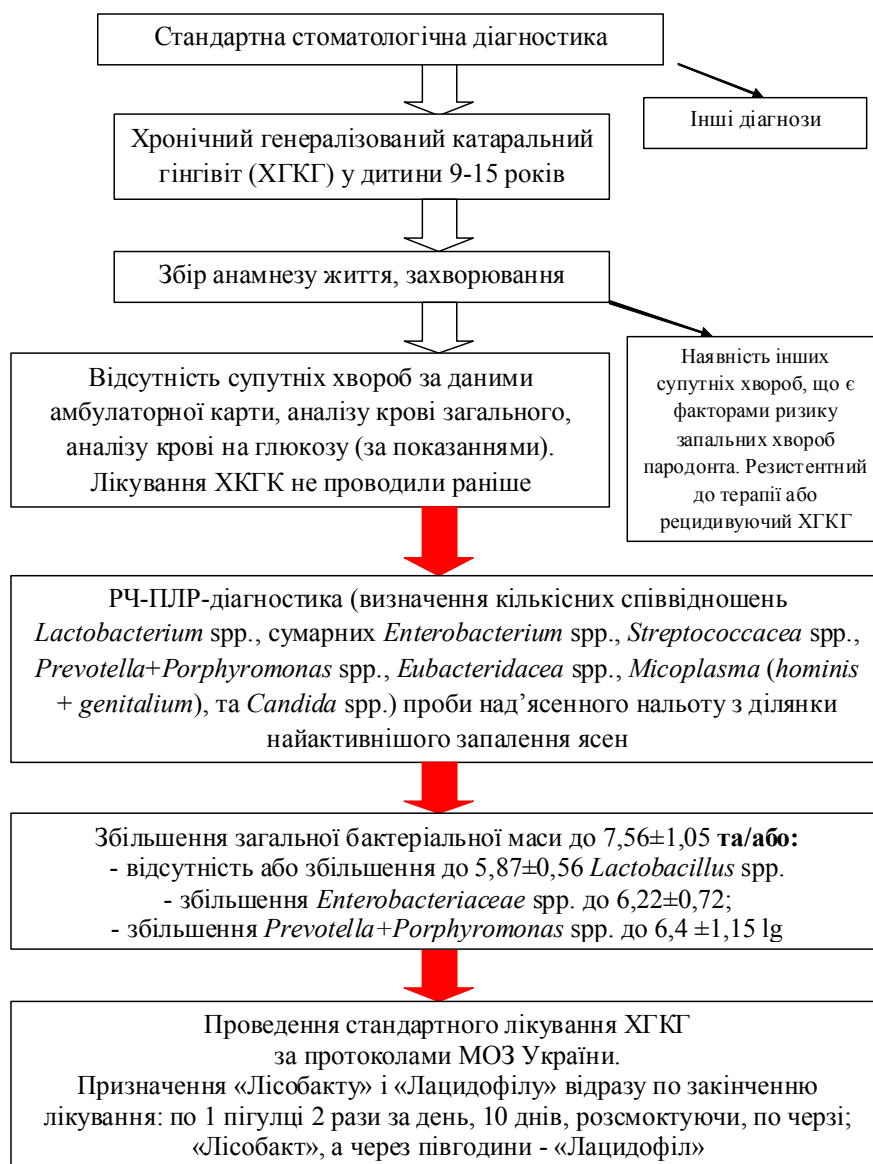 Стандартна стоматологічна діагностика
Інші діагнози
Хронічний генералізований катаральний
гінгівіт (ХГКГ) у дитини 9-15 років
Збір анамнезу життя, захворювання
Наявність інших
супутніх хвороб, що є
факторами ризику
запальних хвороб
пародонта. Резистентний
до терапії або
рецидивуючий ХГКГ
Відсутність супутніх хвороб за даними
амбулаторної карти, аналізу крові загального,
аналізу крові на глюкозу (за показаннями).
Лікування ХКГК не проводили раніше
РЧ-ПЛР-діагностика (визначення кількісних співвідношень
Lactobacterium spp., сумарних Enterobacterium spp., Streptococcacea spp.,
Prevotella+Porphyromonas spp., Eubacteridacea spp., Micoplasma (hominis
+ genitalium), та Candida spp.) проби над’ясенного нальоту з ділянки
найактивнішого запалення ясен
Збільшення загальної бактеріальної маси до 7,56±1,05 та/або:
- відсутність або збільшення до 5,87±0,56 Lactobacillus spp.
- збільшення Enterobacteriaceae spp. до 6,22±0,72;
- збільшення Prevotella+Porphyromonas spp. до 6,4 ±1,15 lg
Проведення стандартного лікування ХГКГ
за протоколами МОЗ України.
Призначення «Лісобакту» і «Лацидофілу» відразу по закінченню
лікування: по 1 пігулці 2 рази за день, 10 днів, розсмоктуючи, по черзі;
«Лісобакт», а через півгодини - «Лацидофіл»